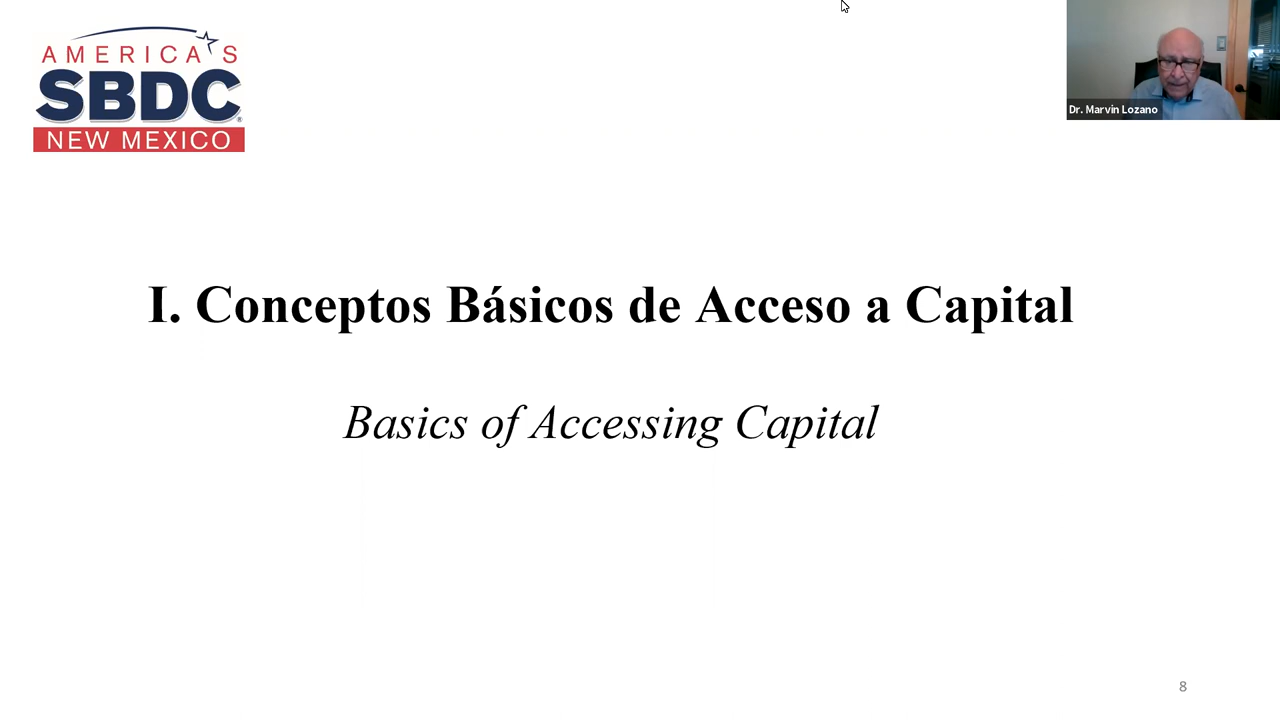 AMERICA'S
SBDC
NEW MEXICO
Dr. Marvin Lozano
I. Conceptos Básicos de Acceso a Capital
Basics of Accessing Capital
8